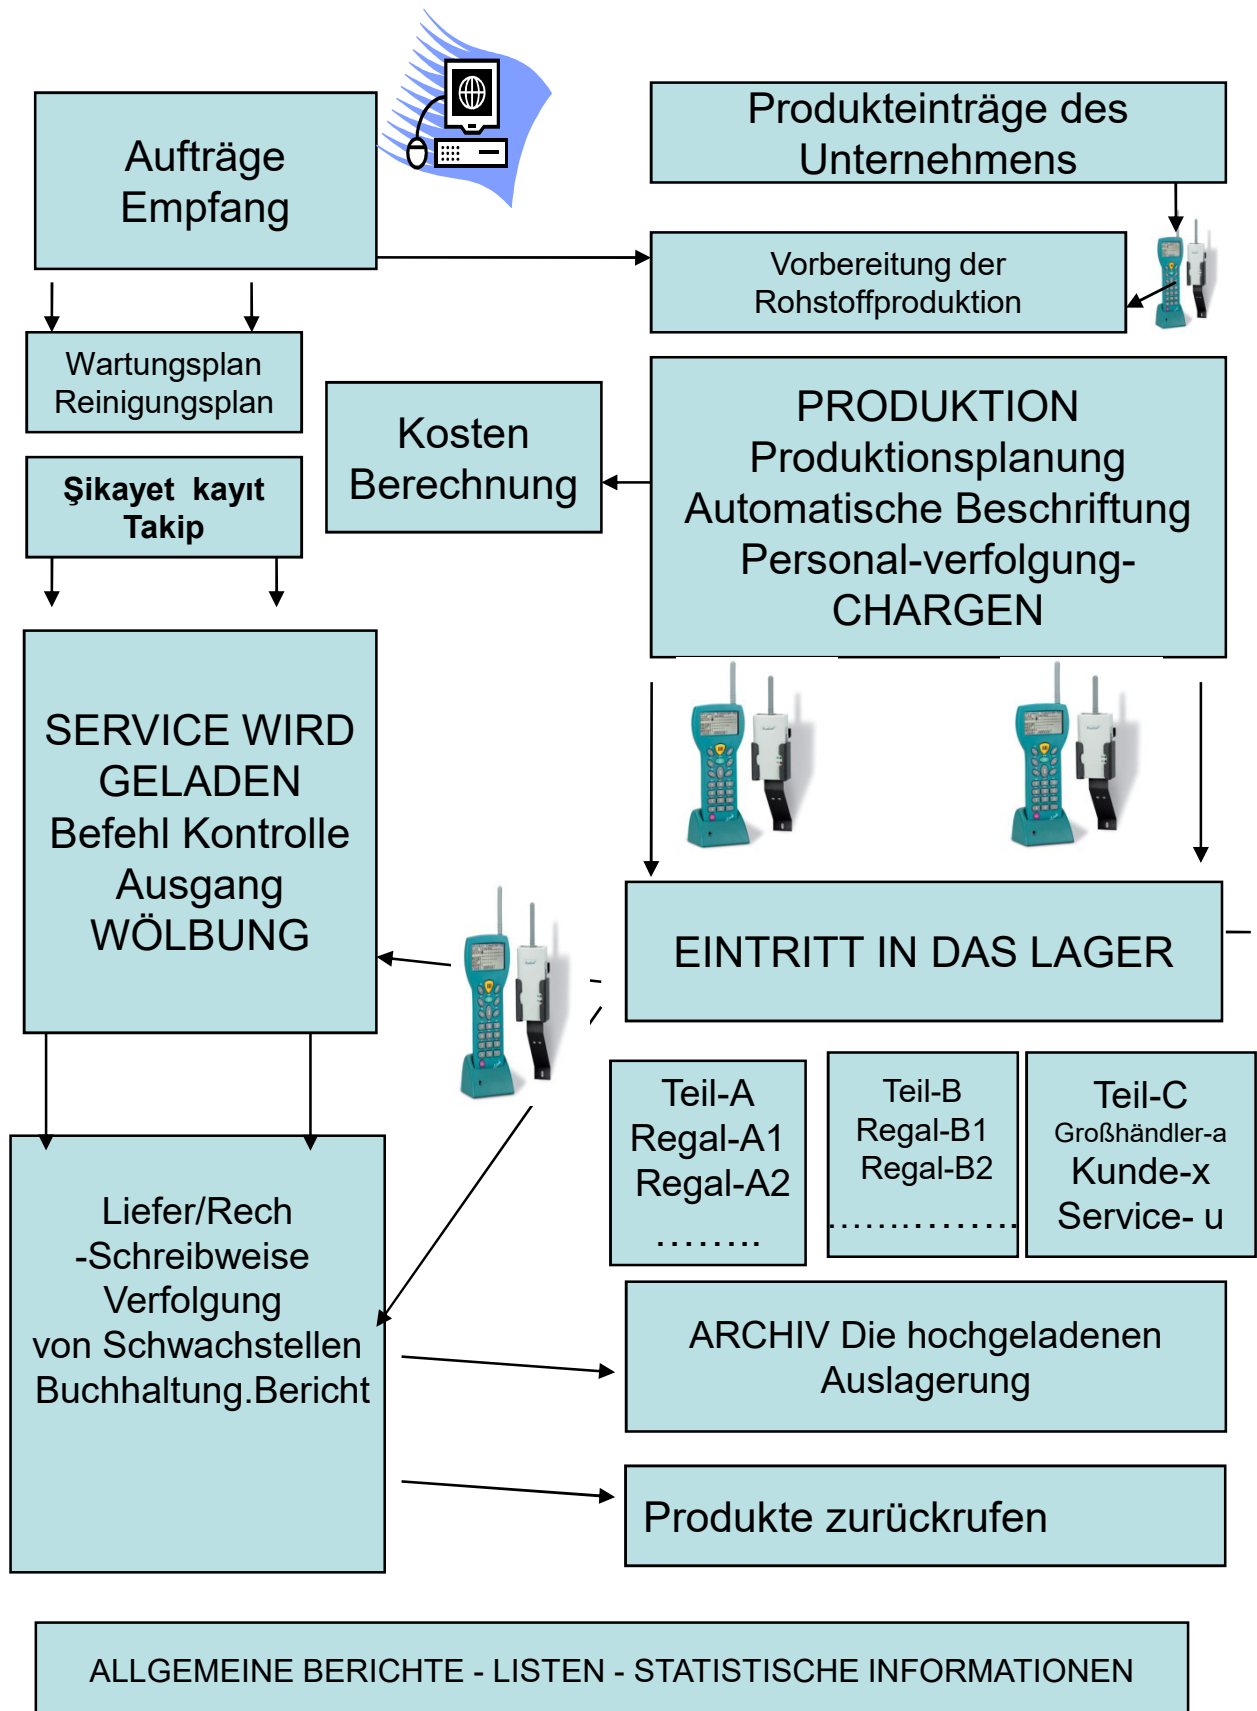 Aufträge
Empfang
Produkteinträge des
Unternehmens
Vorbereitung der
Rohstoffproduktion
Wartungsplan
Reinigungsplan
Kosten
Berechnung
PRODUKTION
Produktionsplanung
Automatische Beschriftung
Personal-verfolgung-
CHARGEN
Şikayet kayıt
Takip
SERVICE WIRD
GELADEN
Befehl Kontrolle
Ausgang
WÖLBUNG
EINTRITT IN DAS LAGER
Teil-A
Regal-A1
Regal-A2
........
Teil-B
Regal-B1
Regal-B2
.................
Teil-C
Großhändler-a
Kunde-x
Service- u
Liefer/Rech
-Schreibweise
Verfolgung
von Schwachstellen
Buchhaltung.Bericht
ARCHIV Die hochgeladenen
Auslagerung
Produkte zurückrufen
ALLGEMEINE BERICHTE - LISTEN - STATISTISCHE INFORMATIONEN